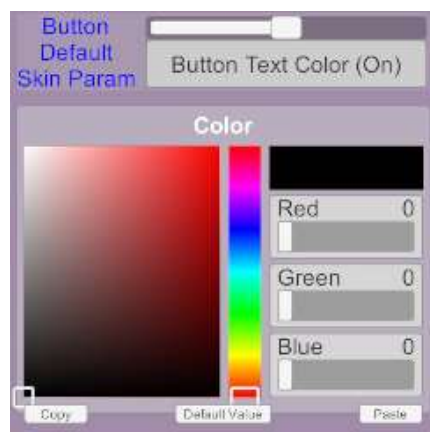 Button
Default
Skin Param
Button Text Color (On)
Color
Red 0
Green 0
Blue 0
Copy
Default Value
Paste